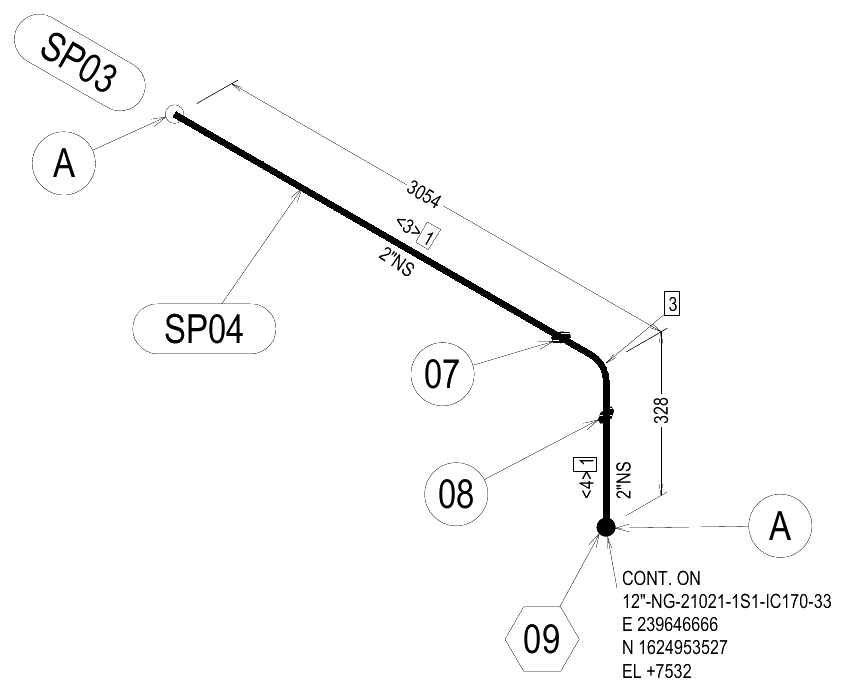 SP03
A
3054
<3> 1
2"NS
SP04
3
07
328
08
<4> 1
2"NS
A
09
CONT. ON
12"-NG-21021-1S1-IC170-33
E 239646666
N 1624953527
EL +7532